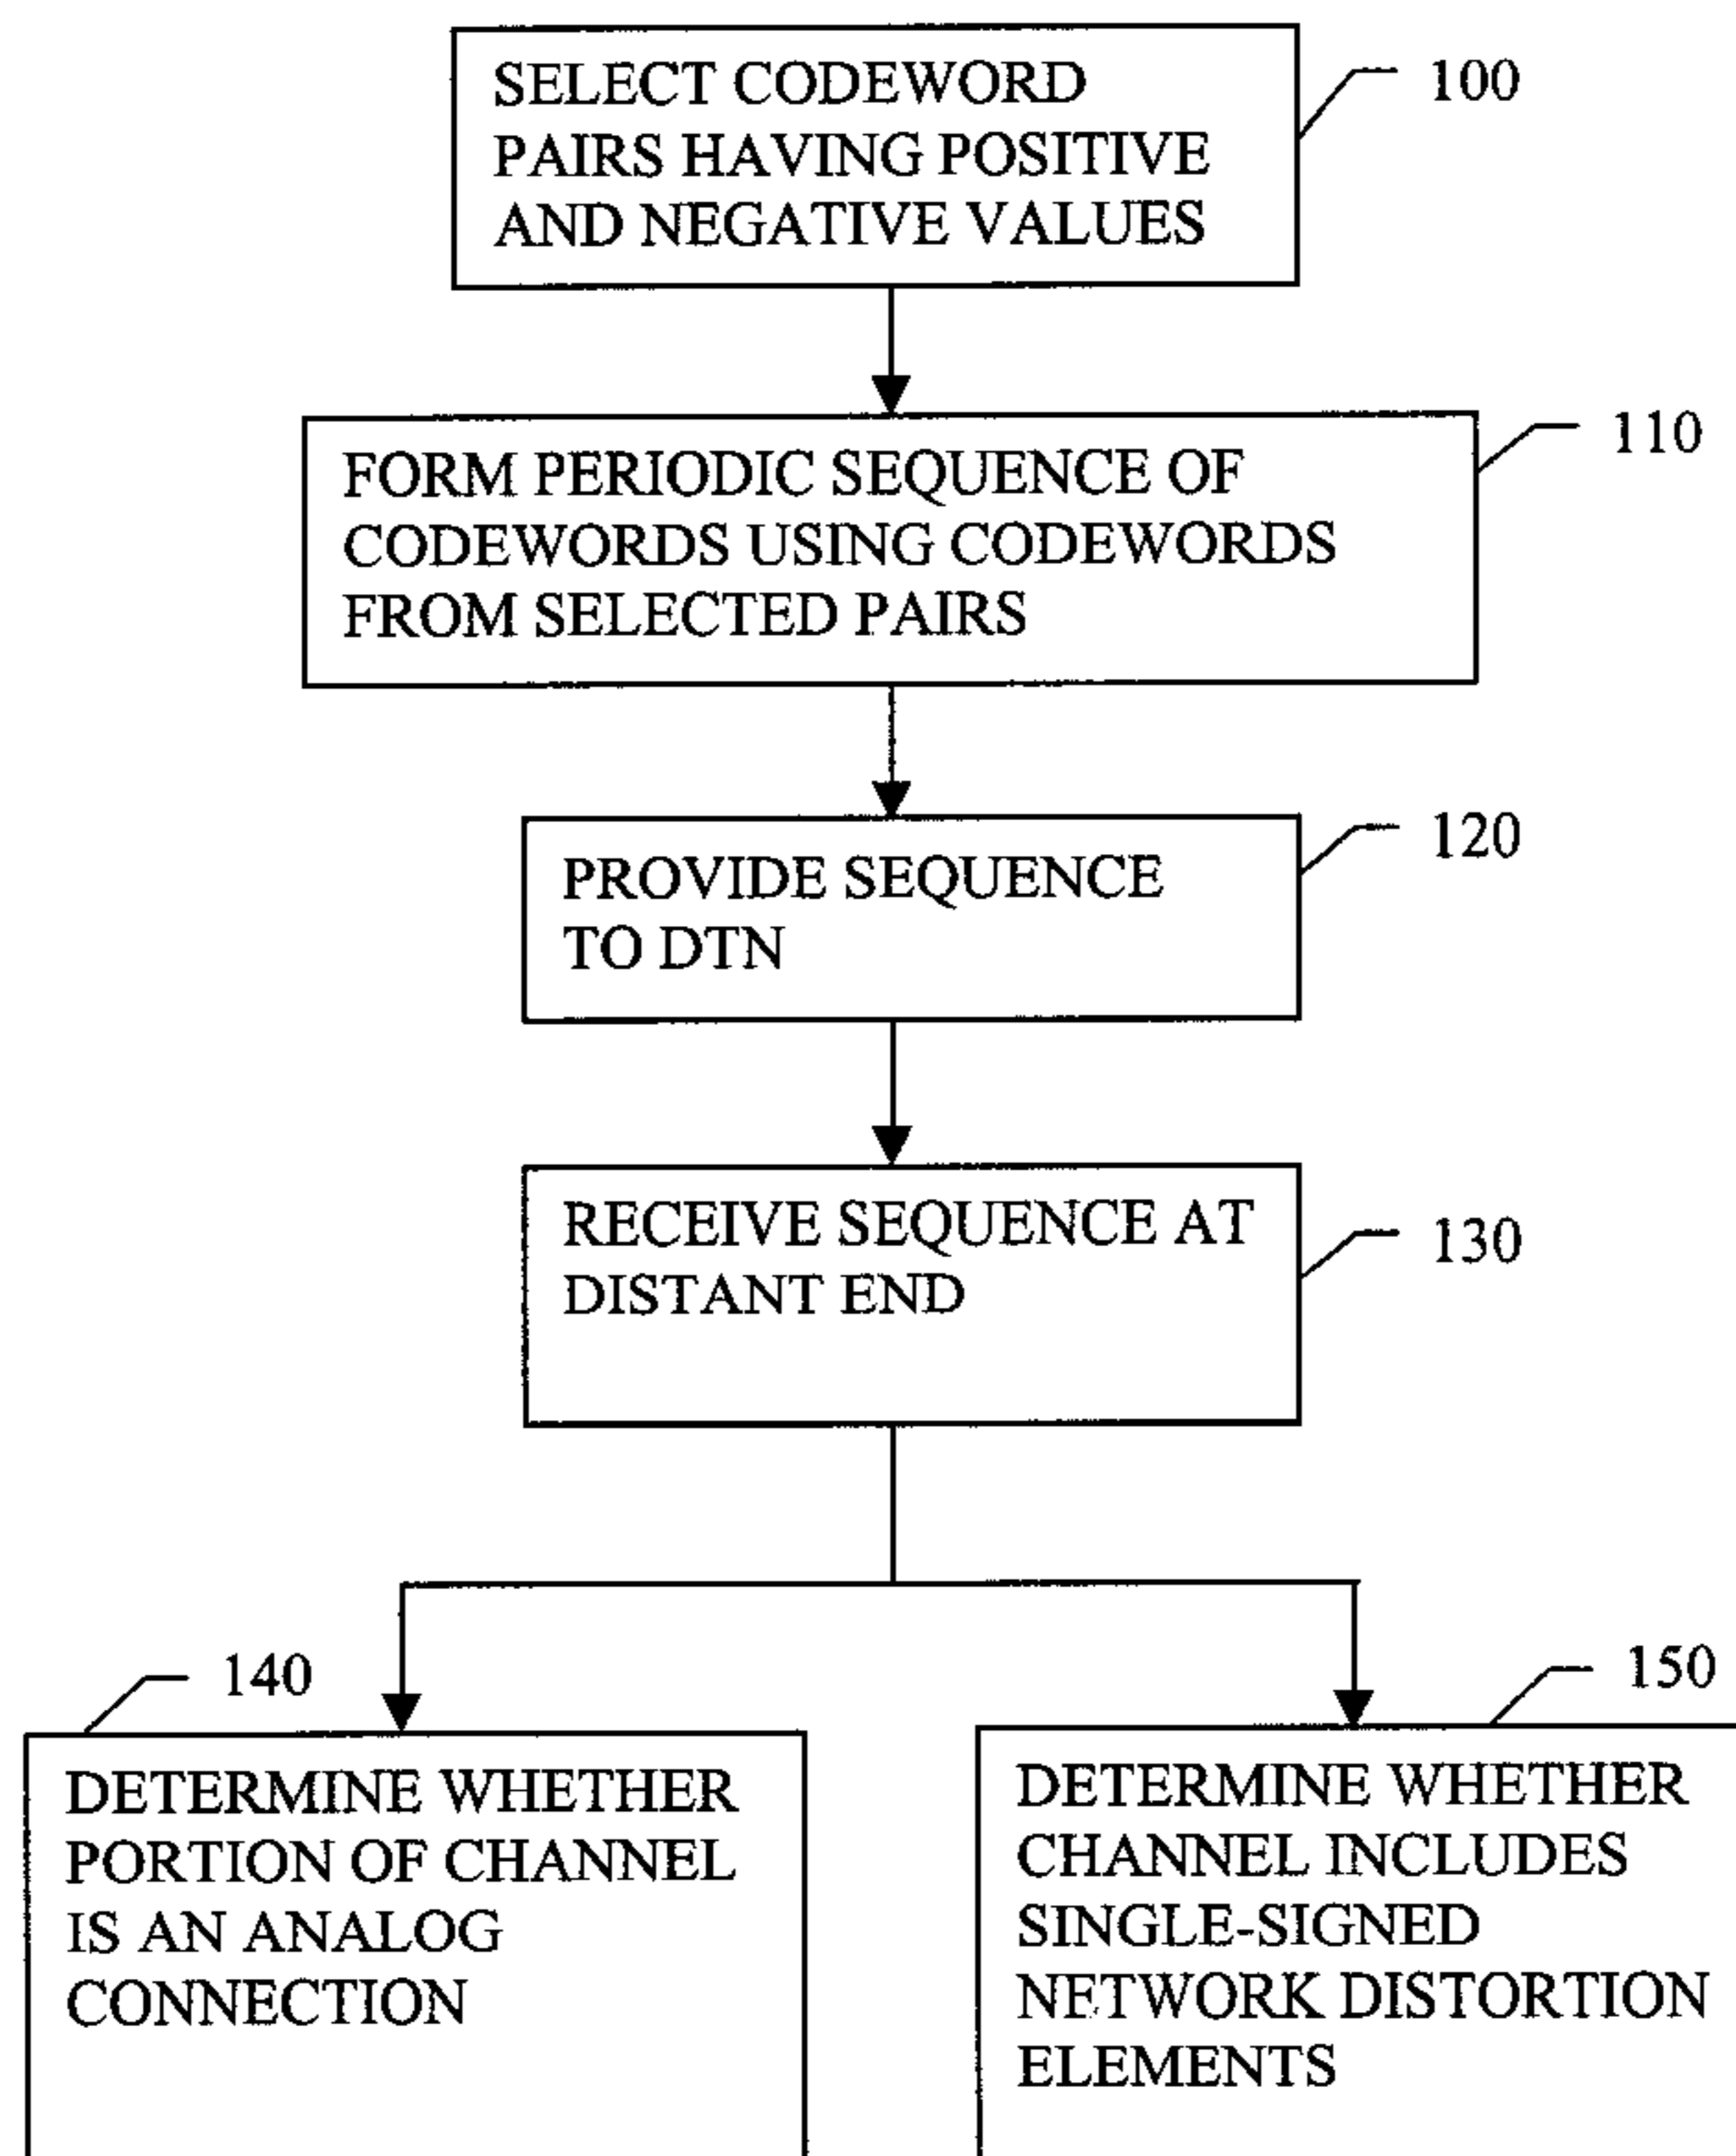 SELECT CODEWORD
PAIRS HAVING POSITIVE
AND NEGATIVE VALUES
100
FORM PERIODIC SEQUENCE OF
CODEWORDS USING CODEWORDS
FROM SELECTED PAIRS
110
PROVIDE SEQUENCE
TO DTN
120
RECEIVE SEQUENCE AT
DISTANT END
130
140
DETERMINE WHETHER
PORTION OF CHANNEL
IS AN ANALOG
CONNECTION
150
DETERMINE WHETHER
CHANNEL INCLUDES
SINGLE-SIGNED
NETWORK DISTORTION
ELEMENTS